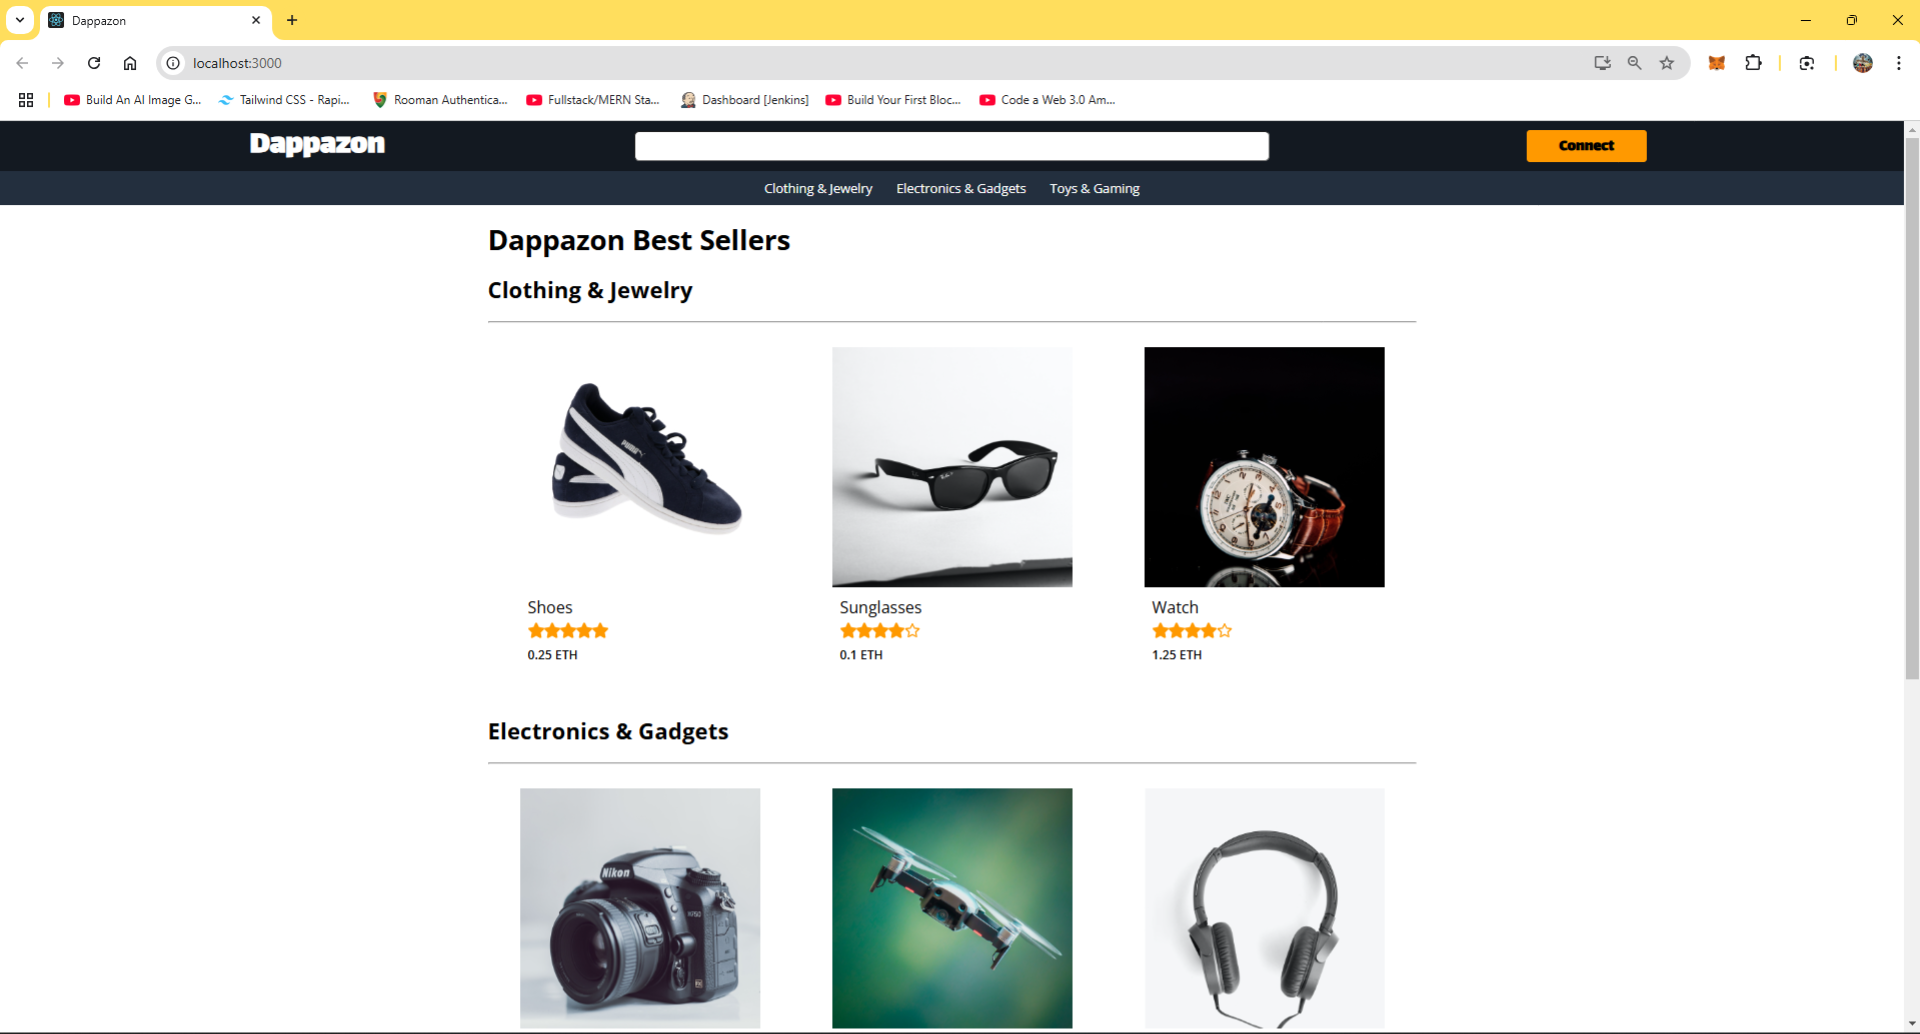 Dappazon
localhost:3000
Build An AI Image G...
Tailwind CSS - Rapi...
Rooman Authentica...
Fullstack/MERN Sta...
Dashboard [Jenkins]
Build Your First Bloc...
Code a Web 3.0 Am...
Dappazon
Connect
Clothing & Jewelry
Electronics & Gadgets
Toys & Gaming
Dappazon Best Sellers
Clothing & Jewelry
PUMA
Shoes
0.25 ETH
Sunglasses
0.1 ETH
Watch
1.25 ETH
Electronics & Gadgets
Nikon